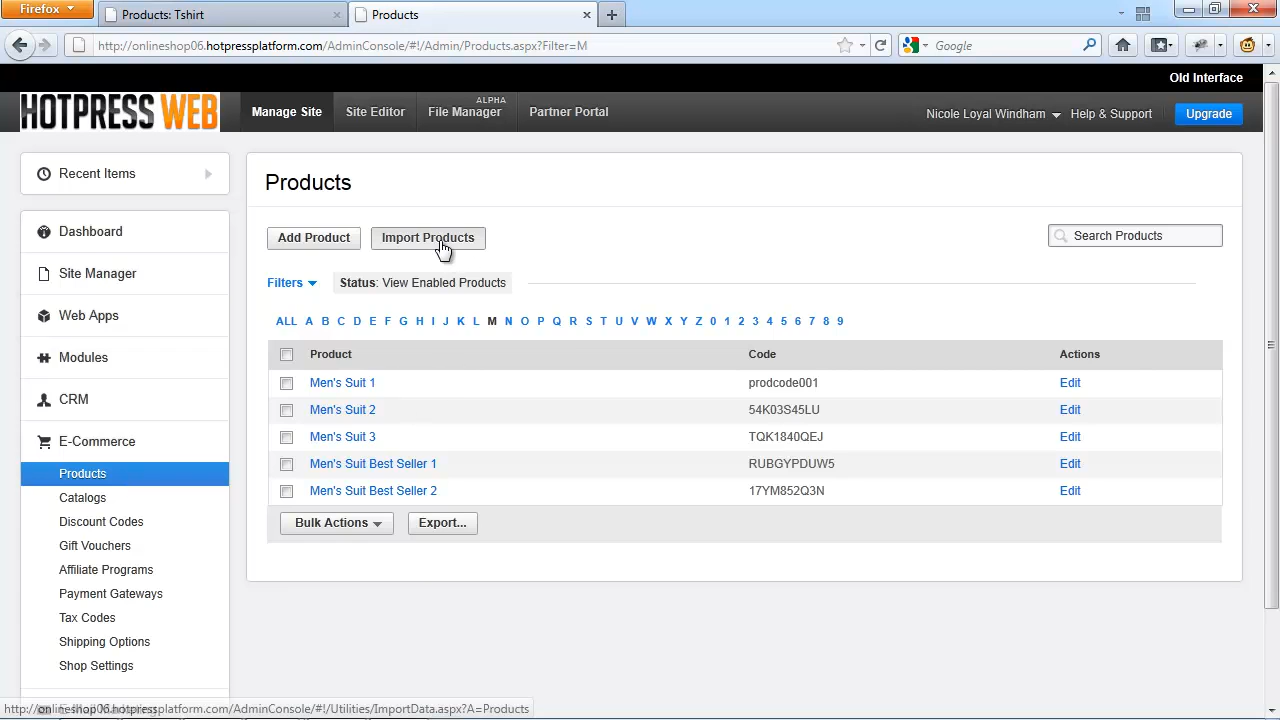 Firefox
Products: Tshirt
Products
http://onlineshop06.hotpressplatform.com/AdminConsole/#!/Admin/Products.aspx?Filter=M
Google
Old Interface
HOTPRESS WEB
Manage Site
Site Editor
File Manager
ALPHA
Partner Portal
Nicole Loyal Windham
Help & Support
Upgrade
Recent Items
Dashboard
Site Manager
Web Apps
Modules
CRM
E-Commerce
Products
Catalogs
Discount Codes
Gift Vouchers
Affiliate Programs
Payment Gateways
Tax Codes
Shipping Options
Shop Settings
Products
Add Product
Import Products
Search Products
Filters
Status: View Enabled Products
ALL A B C D E F G H I J K L M N O P Q R S T U V W X Y Z 0 1 2 3 4 5 6 7 8 9
Product Code Actions
Men's Suit 1 prodcode001 Edit
Men's Suit 2 54K03S45LU Edit
Men's Suit 3 TQK1840QEJ Edit
Men's Suit Best Seller 1 RUBGYPDUW5 Edit
Men's Suit Best Seller 2 17YM852Q3N Edit
Bulk Actions
Export...
http://onlineshop06.hotpressplatform.com/AdminConsole/#!/Utilities/ImportData.aspx?A=Products